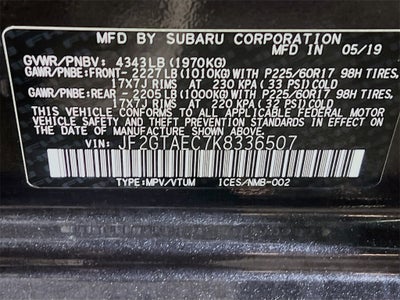 MFD BY SUBARU CORPORATION
MADE IN 05/19
GVWR/PNBV: 4343LB(1970KG)
GAWR/PNBE:FRONT- 2227LB(1010KG)WITH P225/60R17 98H TIRES,
17X7J RIMS AT 230 KPA(33 PSI)COLD
GAWR/PNBE:REAR - 2205LB(1000KG)WITH P225/60R17 98H TIRES,
17X7J RIMS AT 220 KPA(32 PSI)COLD
THIS VEHICLE CONFORMS TO ALL APPLICABLE FEDERAL MOTOR
VEHICLE SAFETY AND THEFT PREVENTION STANDARDS IN EFFECT
ON THE DATE OF MANUFACTURE SHOWN ABOVE.
VIN: JF2GTAEC7K8336507
TYPE:MPV/VTUM ICES/NMB-002